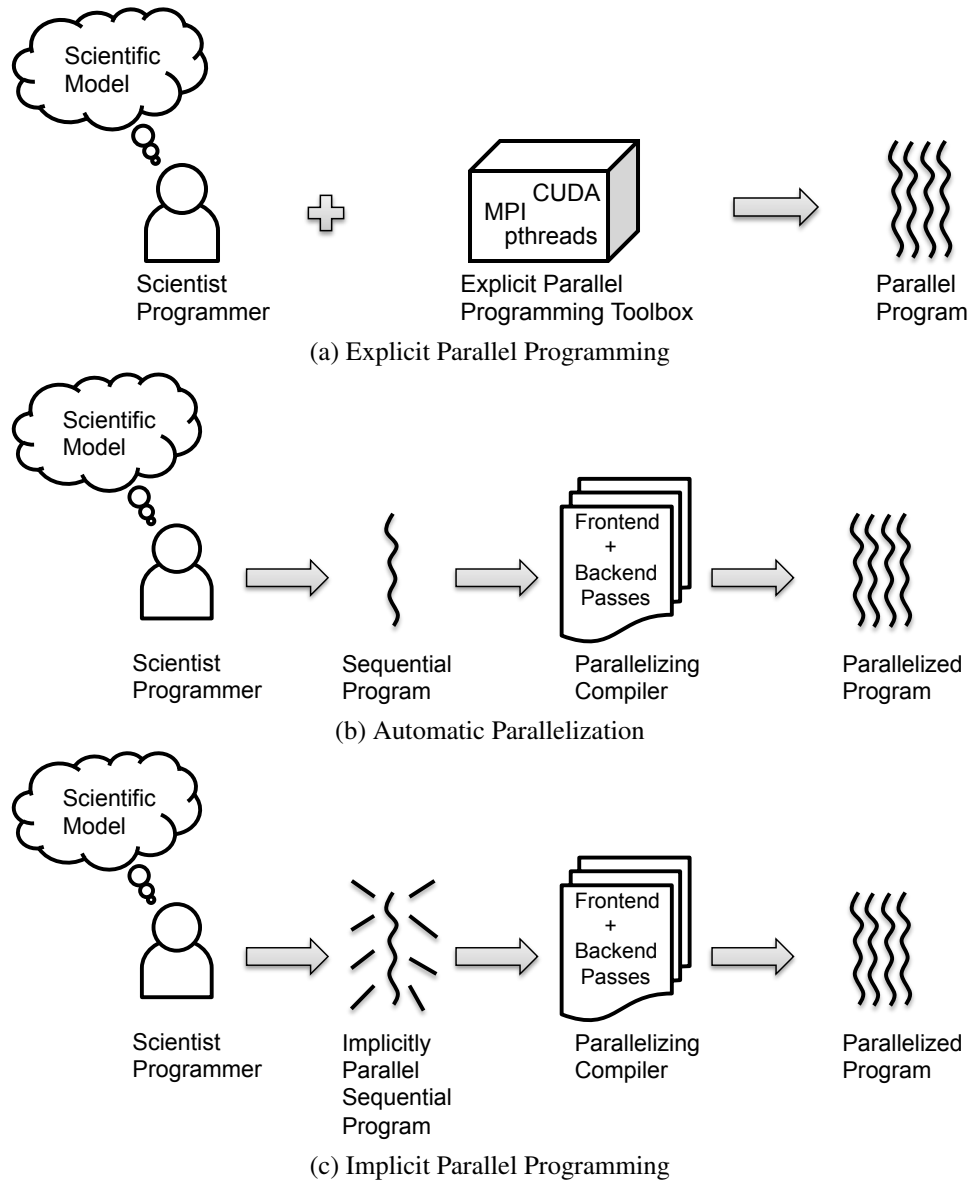 Scientific
Model
CUDA
MPI
pthreads
Scientist
Programmer
Explicit Parallel
Programming Toolbox
Parallel
Program
(a) Explicit Parallel Programming
Scientific
Model
Frontend
+
Backend
Passes
Scientist
Programmer
Sequential
Program
Parallelizing
Compiler
Parallelized
Program
(b) Automatic Parallelization
Scientific
Model
Frontend
+
Backend
Passes
Scientist
Programmer
Implicitly
Parallel
Sequential
Program
Parallelizing
Compiler
Parallelized
Program
(c) Implicit Parallel Programming